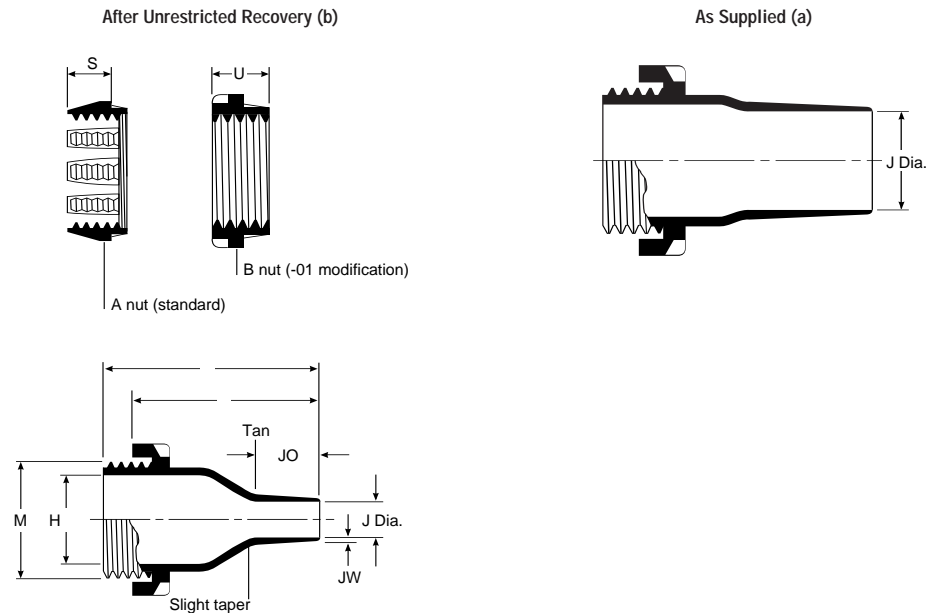 After Unrestricted Recovery (b)
As Supplied (a)
S
U
J Dia.
B nut (-01 modification)
A nut (standard)
Tan
JO
M
H
J Dia.
JW
Slight taper